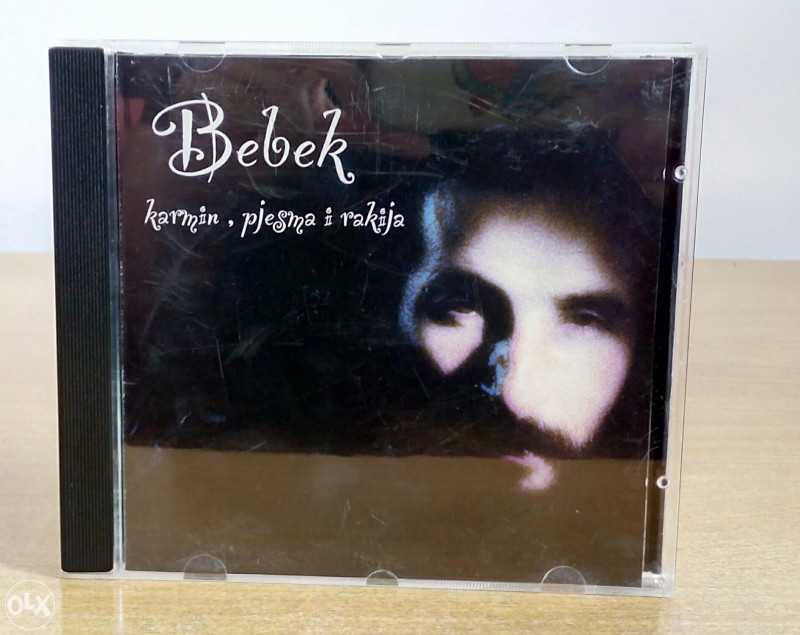 Bebek
karmin , pjesma i rakija
OLX